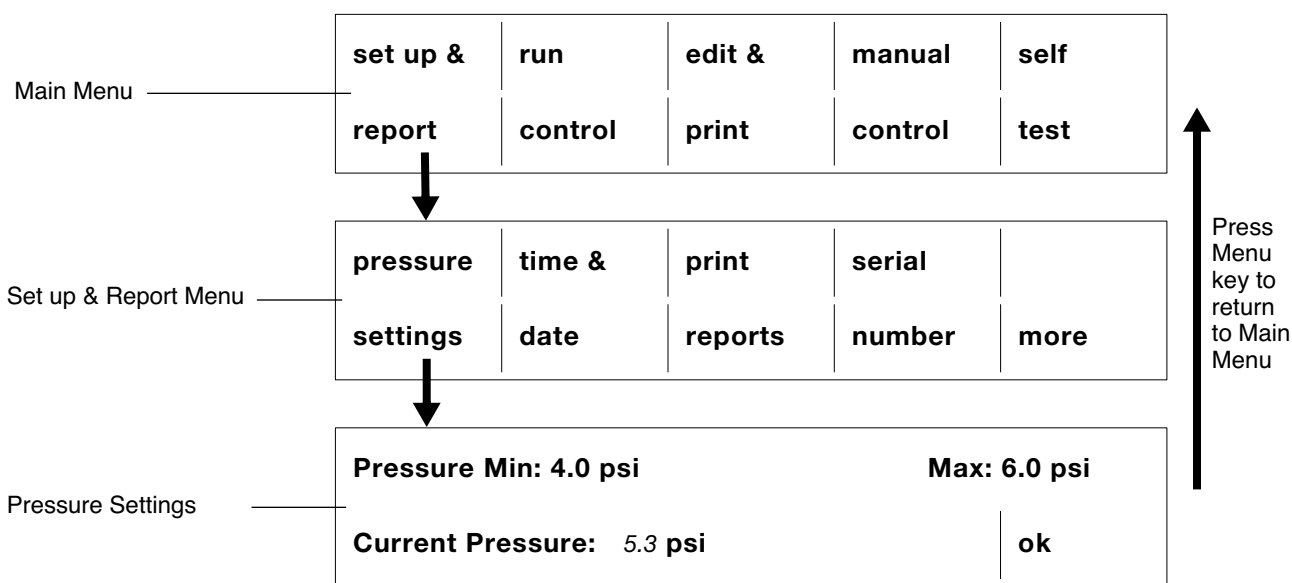 set up & run edit & manual self
Main Menu
report control print control test
Press
Menu
key to
return
to Main
Menu
pressure time & print serial
Set up & Report Menu
settings date reports number more
Pressure Min: 4.0 psi Max: 6.0 psi
Pressure Settings
Current Pressure: 5.3 psi ok